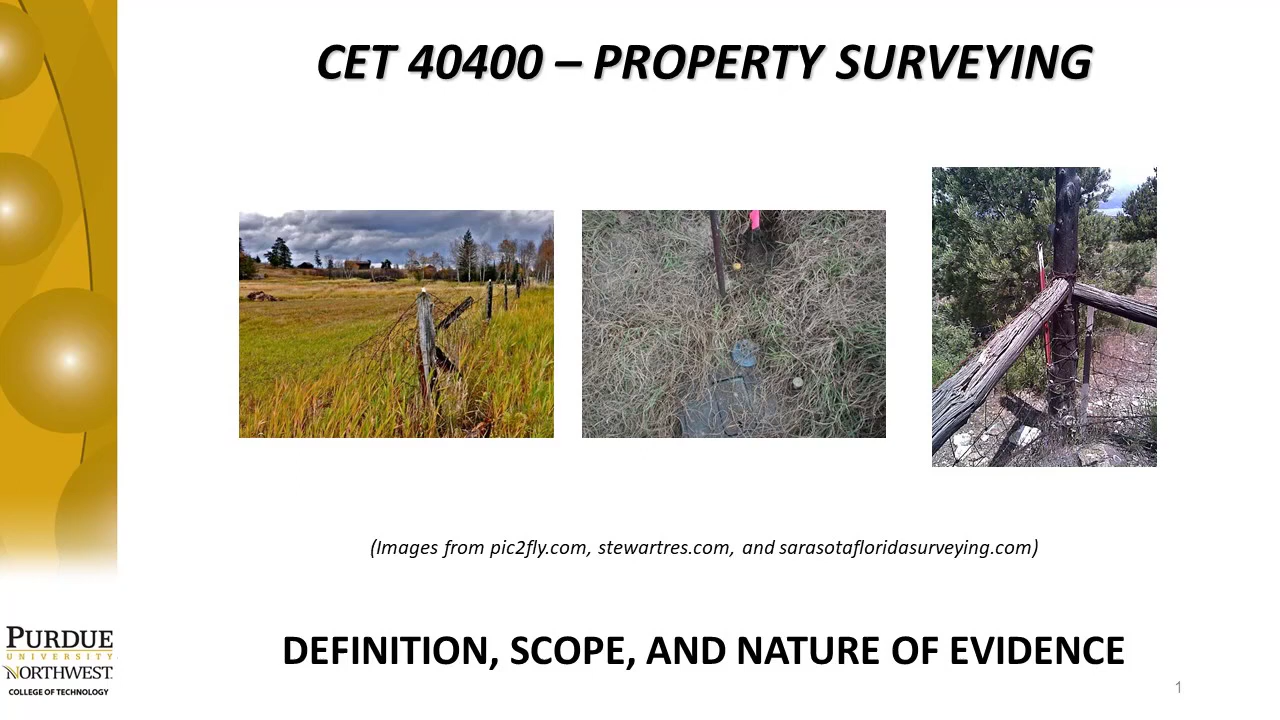 CET 40400 – PROPERTY SURVEYING
(Images from pic2fly.com, stewartres.com, and sarasotafloridasurveying.com)
DEFINITION, SCOPE, AND NATURE OF EVIDENCE
PURDUE
UNIVERSITY
NORTHWEST
COLLEGE OF TECHNOLOGY
1